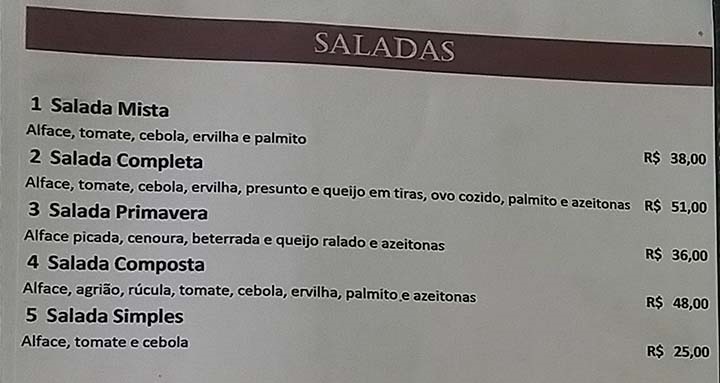 SALADAS
1 Salada Mista
Alface, tomate, cebola, ervilha e palmito R$ 38,00
2 Salada Completa
Alface, tomate, cebola, ervilha, presunto e queijo em tiras, ovo cozido, palmito e azeitonas R$ 51,00
3 Salada Primavera
Alface picada, cenoura, beterrada e queijo ralado e azeitonas R$ 36,00
4 Salada Composta
Alface, agrião, rúcula, tomate, cebola, ervilha, palmito e azeitonas R$ 48,00
5 Salada Simples
Alface, tomate e cebola R$ 25,00